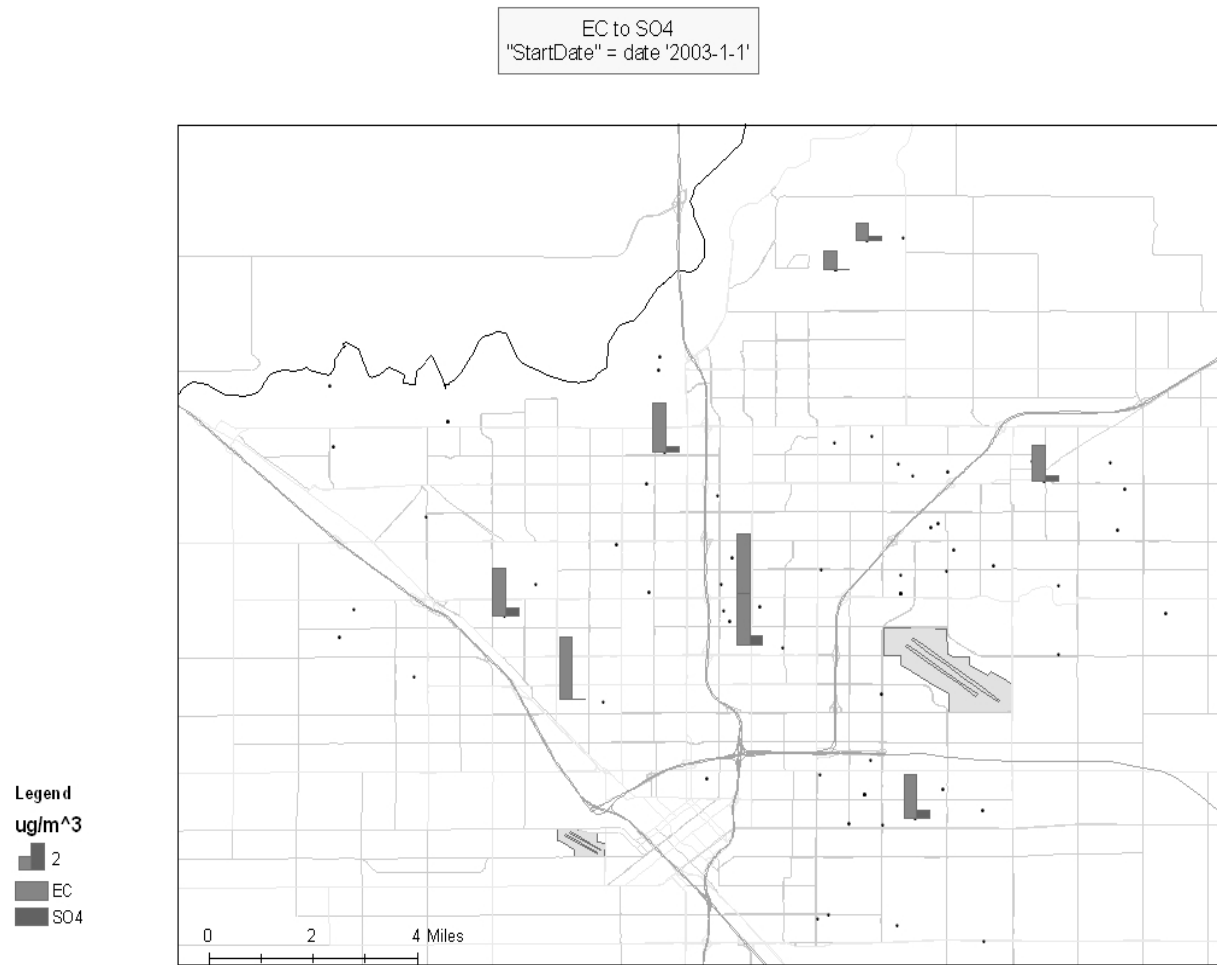 EC to SO4
"StartDate" = date '2003-1-1'
Legend
ug/m^3
2
EC
SO4
0 2 4 Miles